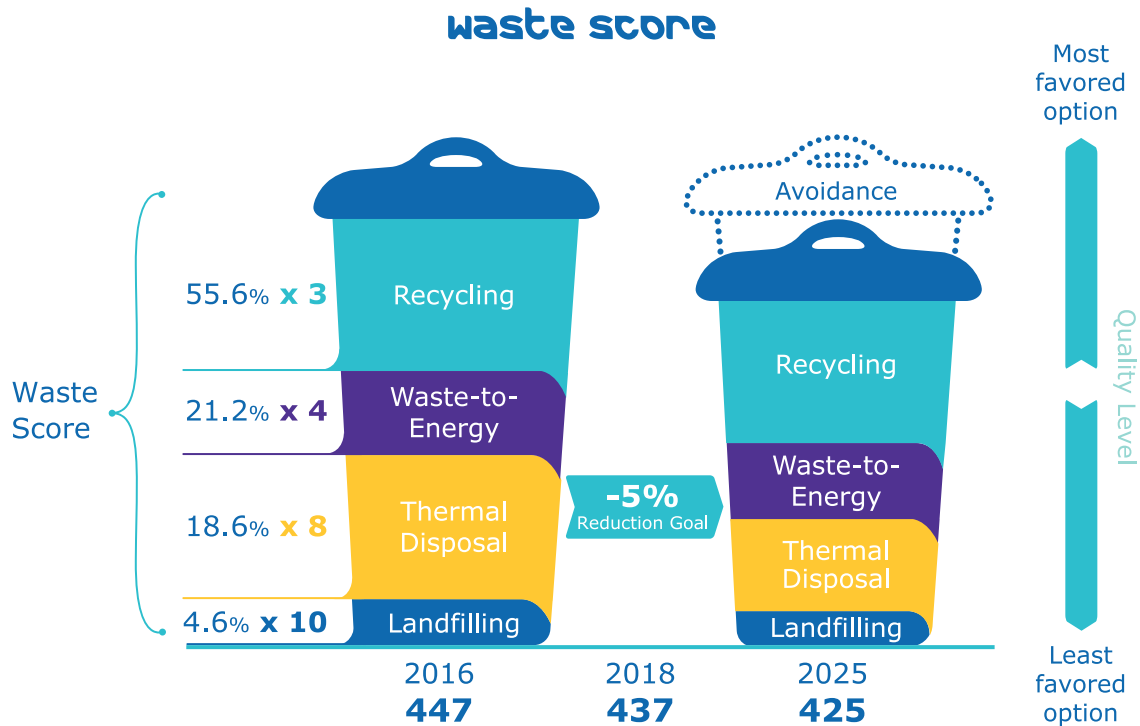 waste score
Most
favored
option
Avoidance
55.6% x 3
Recycling
Recycling
Quality Level
Waste
Score
21.2% x 4
Waste-to-
Energy
Waste-to-
Energy
-5%
Reduction Goal
18.6% x 8
Thermal
Disposal
Thermal
Disposal
4.6% x 10
Landfilling
Landfilling
Least
favored
option
2016
447
2018
437
2025
425